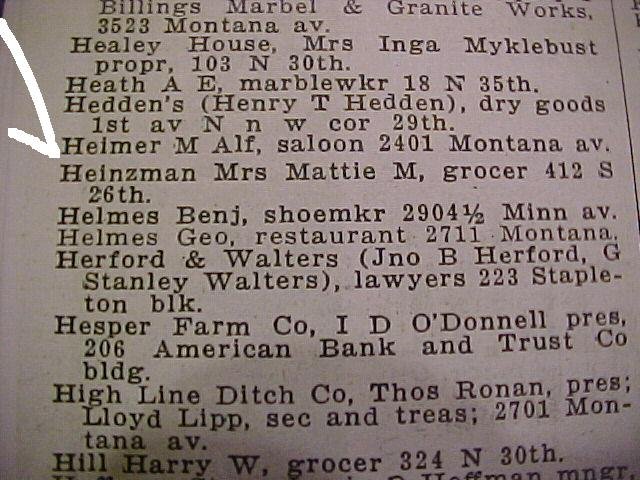 Billings Marbel & Granite Works,
3523 Montana av.
Healey House, Mrs Inga Myklebust
propr, 103 N 30th.
Heath A E, marblewkr 18 N 35th.
Hedden's (Henry T Hedden), dry goods
1st av N n w cor 29th.
Heimer M Alf, saloon 2401 Montana av.
Heinzman Mrs Mattie M, grocer 412 S
26th.
Helmes Benj, shoemkr 2904½ Minn av.
Helmes Geo, restaurant 2711 Montana.
Herford & Walters (Jno B Herford, G
Stanley Walters), lawyers 223 Staple-
ton blk.
Hesper Farm Co, I D O'Donnell pres,
206 American Bank and Trust Co
bldg.
High Line Ditch Co, Thos Ronan, pres;
Lloyd Lipp, sec and treas; 2701 Mon-
tana av.
Hill Harry W, grocer 324 N 30th.
Hoffman mngr,